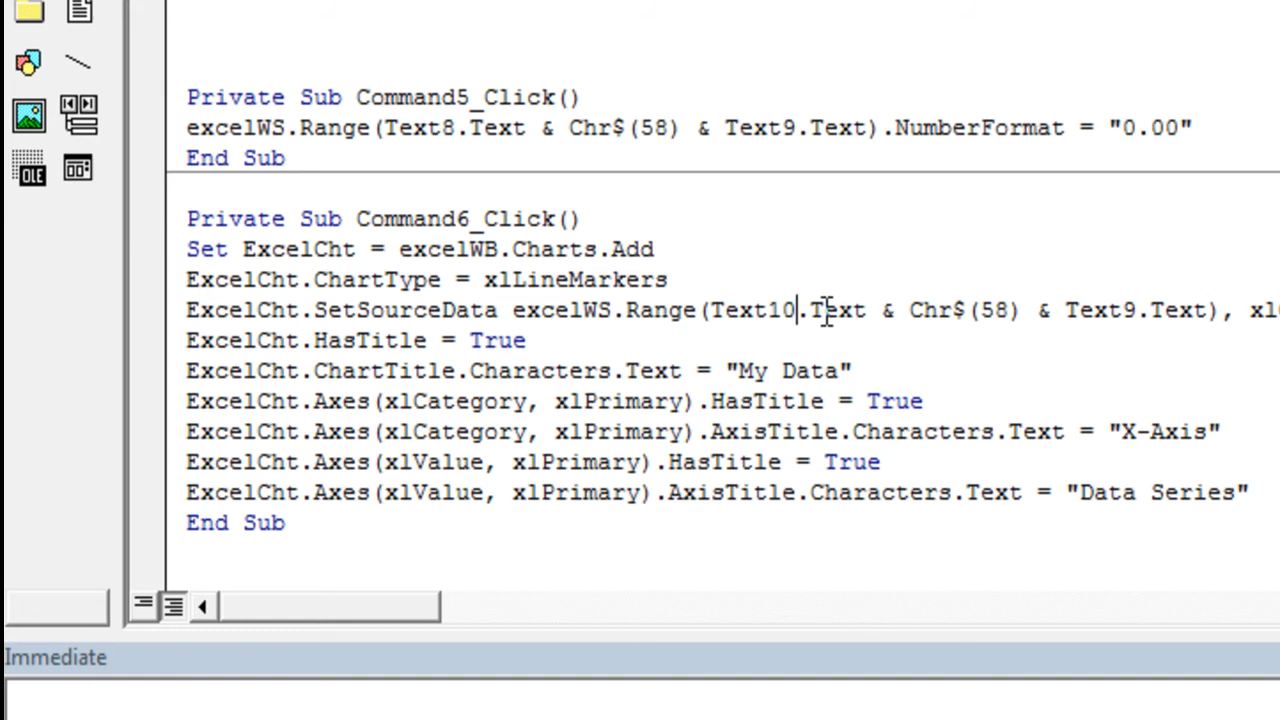 Private Sub Command5_Click()
excelWS.Range(Text8.Text & Chr$(58) & Text9.Text).NumberFormat = "0.00"
End Sub
Private Sub Command6_Click()
Set ExcelCht = excelWB.Charts.Add
ExcelCht.ChartType = xlLineMarkers
ExcelCht.SetSourceData excelWS.Range(Text10.Text & Chr$(58) & Text9.Text),
ExcelCht.HasTitle = True
ExcelCht.ChartTitle.Characters.Text = "My Data"
ExcelCht.Axes(xlCategory, xlPrimary).HasTitle = True
ExcelCht.Axes(xlCategory, xlPrimary).AxisTitle.Characters.Text = "X-Axis"
ExcelCht.Axes(xlValue, xlPrimary).HasTitle = True
ExcelCht.Axes(xlValue, xlPrimary).AxisTitle.Characters.Text = "Data Series"
End Sub
Immediate
OLE